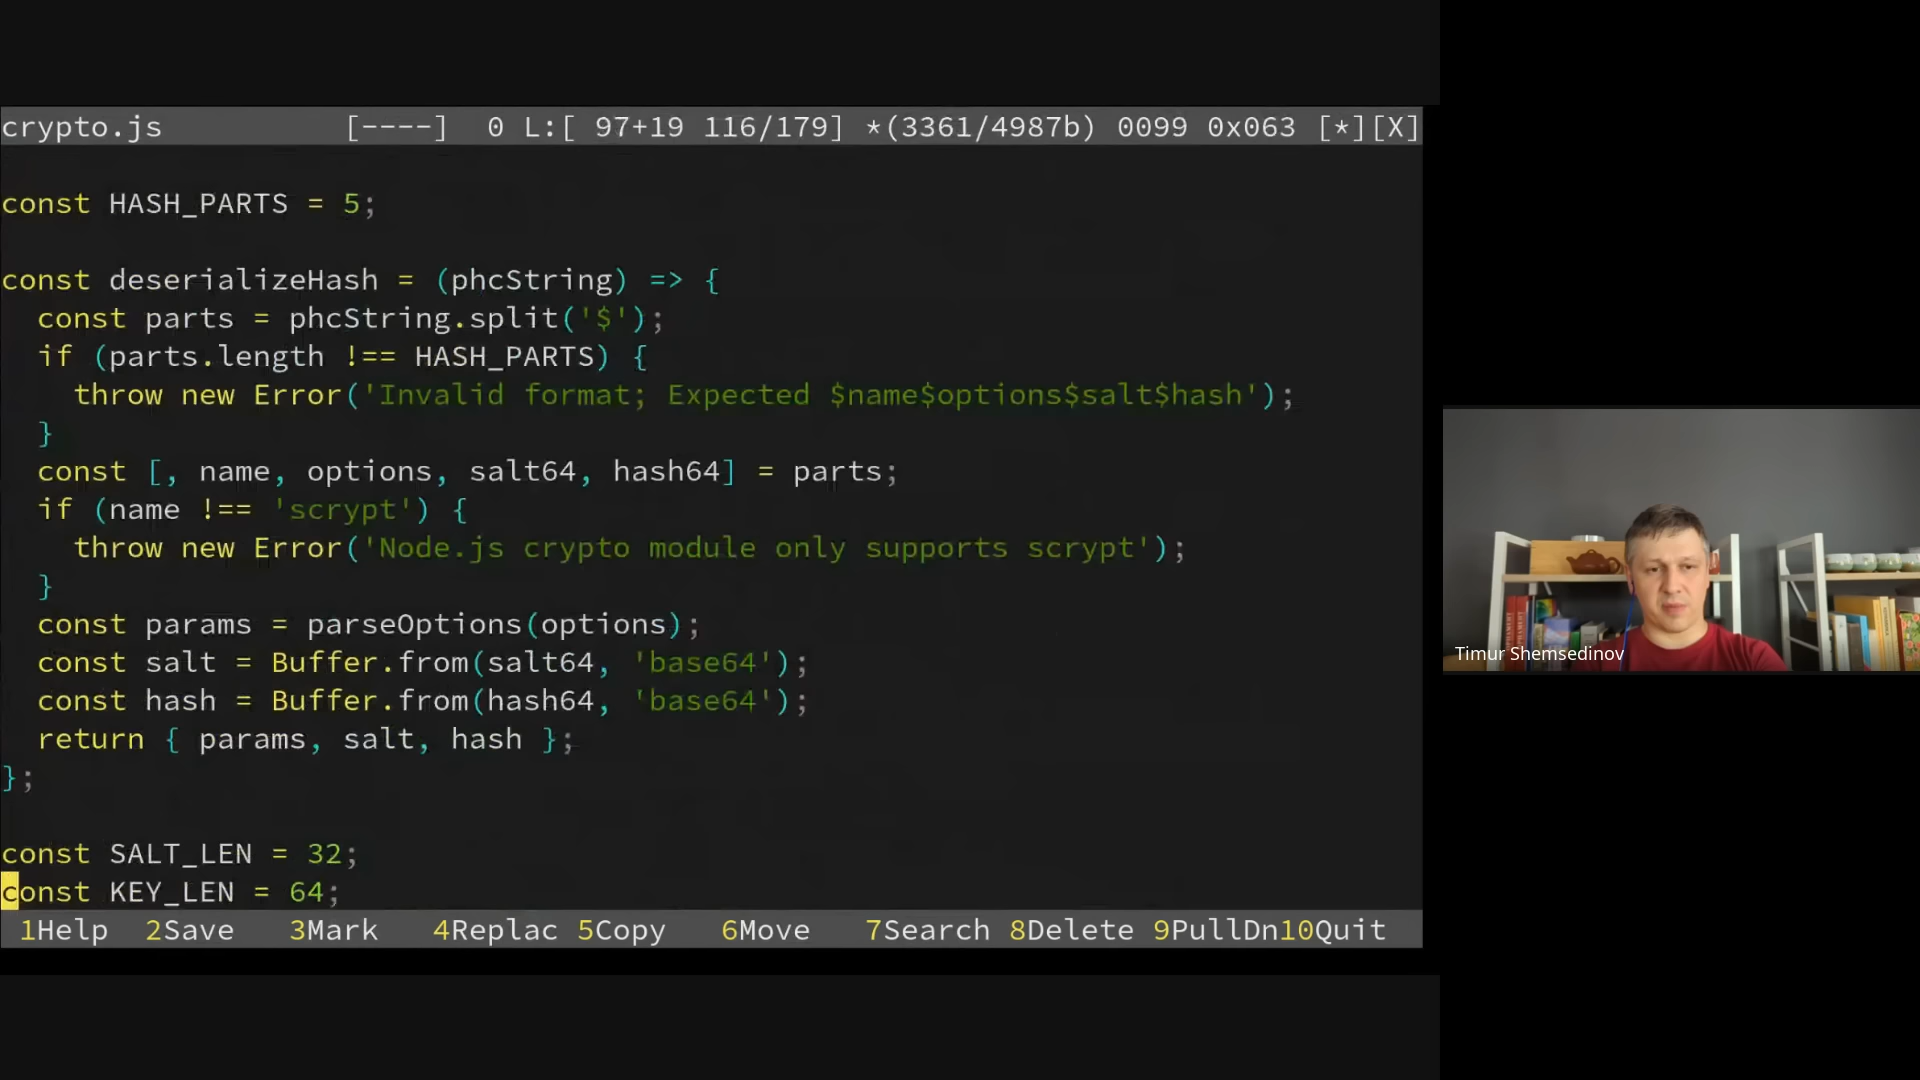 crypto.js [----] 0 L:[ 97+19 116/179] *(3361/4987b) 0099 0x063 [*][X]
const HASH_PARTS = 5;
const deserializeHash = (phcString) => {
const parts = phcString.split('$');
if (parts.length !== HASH_PARTS) {
throw new Error('Invalid format; Expected $name$options$salt$hash');
}
const [, name, options, salt64, hash64] = parts;
if (name !== 'scrypt') {
throw new Error('Node.js crypto module only supports scrypt');
}
const params = parseOptions(options);
const salt = Buffer.from(salt64, 'base64');
const hash = Buffer.from(hash64, 'base64');
return { params, salt, hash };
};
const SALT_LEN = 32;
const KEY_LEN = 64;
1Help 2Save 3Mark 4Replac 5Copy 6Move 7Search 8Delete 9PullDn10Quit
Timur Shemsedinov